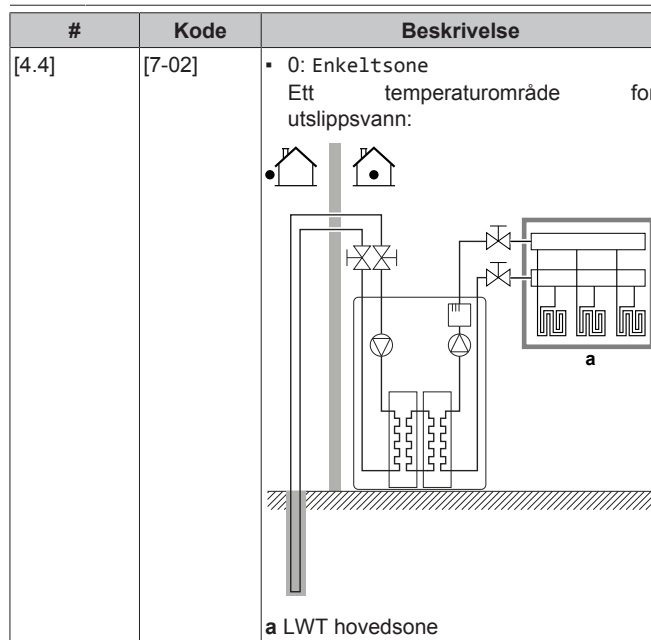 # Kode Beskrivelse
[4.4] [7-02] ▪ 0: Enkeltsone
Ett temperaturområde for
utslippsvann:
a
a LWT hovedsone